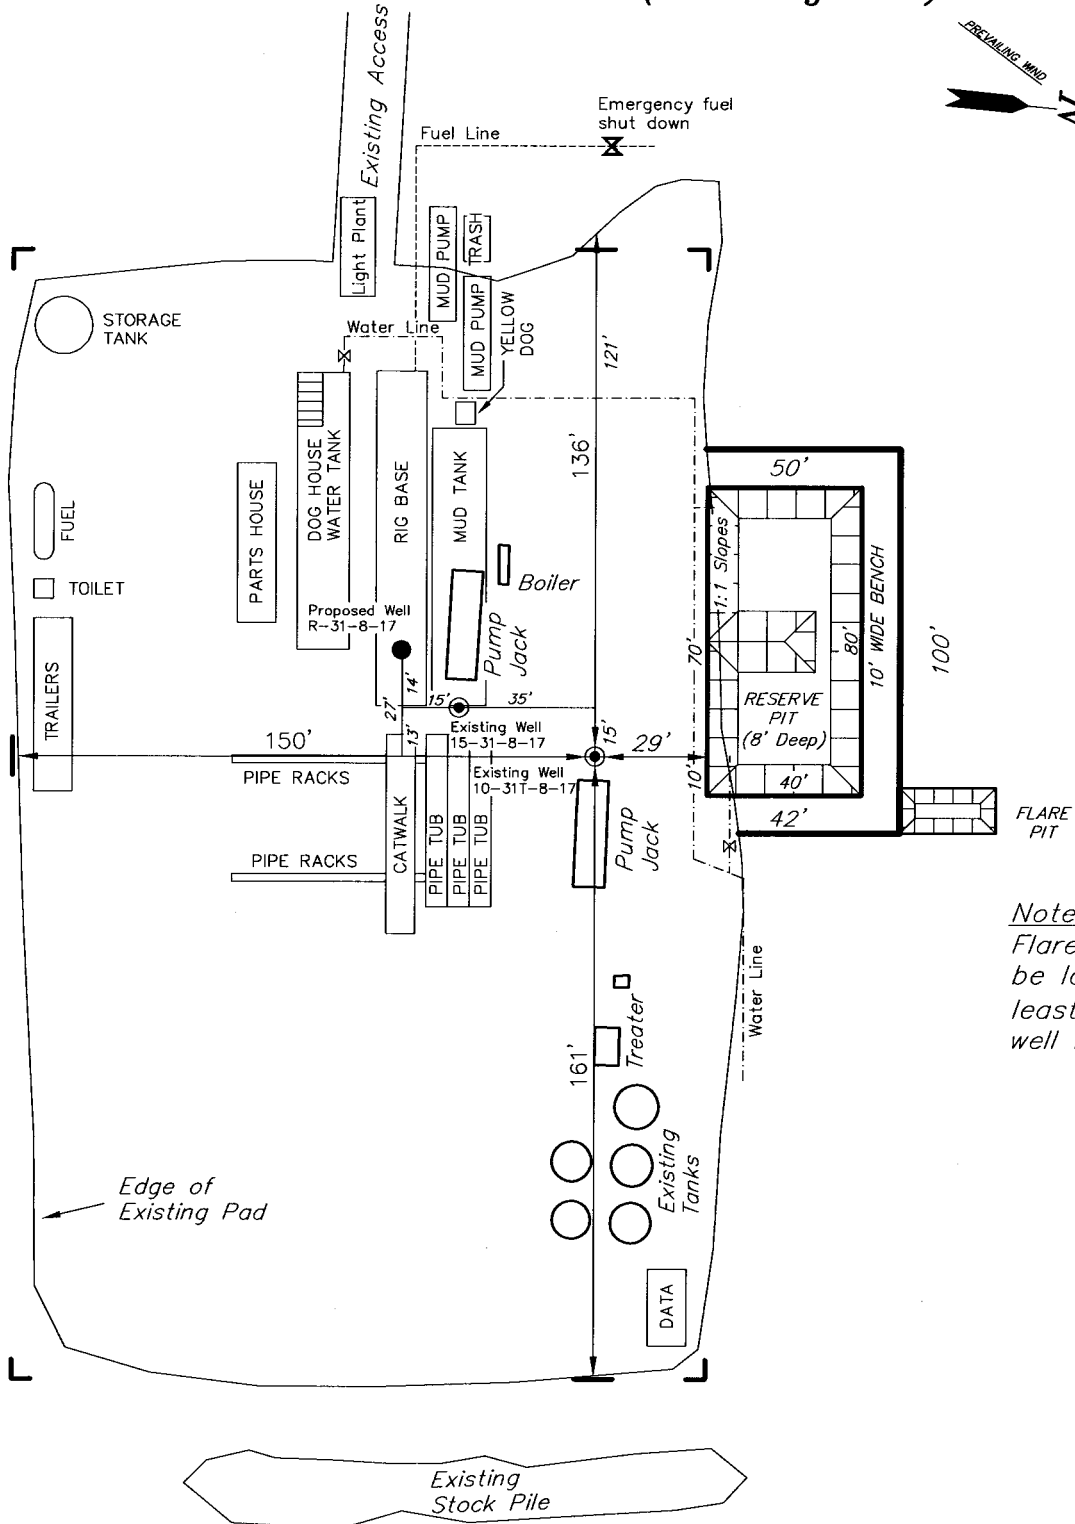 PREVAILING WIND
N
Existing Access
Emergency fuel
shut down
Fuel Line
Light Plant
MUD PUMP
TRASH
MUD PUMP
YELLOW
DOG
STORAGE
TANK
Water Line
121'
136'
50'
FUEL
PARTS HOUSE
DOG HOUSE
WATER TANK
RIG BASE
MUD TANK
1:1 Slopes
10' WIDE BENCH
TOILET
Boiler
Proposed Well
R-31-8-17
Pump
Jack
70'
80'
100'
TRAILERS
14'
27'
15'
35'
RESERVE
PIT
(8' Deep)
150'
13'
Existing Well
15-31-8-17
15'
29'
PIPE RACKS
Existing Well
10-31T-8-17
10'
40'
42'
FLARE
PIT
CATWALK
PIPE TUB
PIPE TUB
PIPE TUB
Pump
Jack
PIPE RACKS
Note
Flare
be lo
least
well
Water Line
Treater
161'
Existing
Tanks
Edge of
Existing Pad
DATA
Existing
Stock Pile